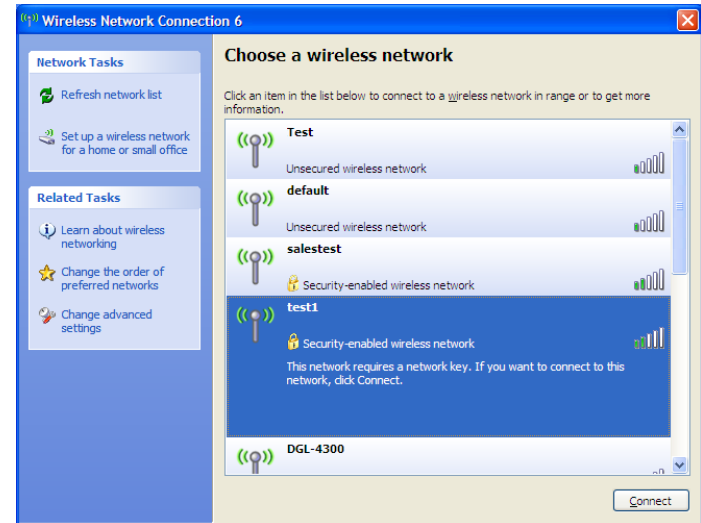 Wireless Network Connection 6
Network Tasks
Refresh network list
Set up a wireless network
for a home or small office
Related Tasks
Learn about wireless
networking
Change the order of
preferred networks
Change advanced
settings
Choose a wireless network
Click an item in the list below to connect to a wireless network in range or to get more
information.
Test
Unsecured wireless network
default
Unsecured wireless network
salestest
Security-enabled wireless network
test1
Security-enabled wireless network
This network requires a network key. If you want to connect to this
network, click Connect.
DGL-4300
Connect